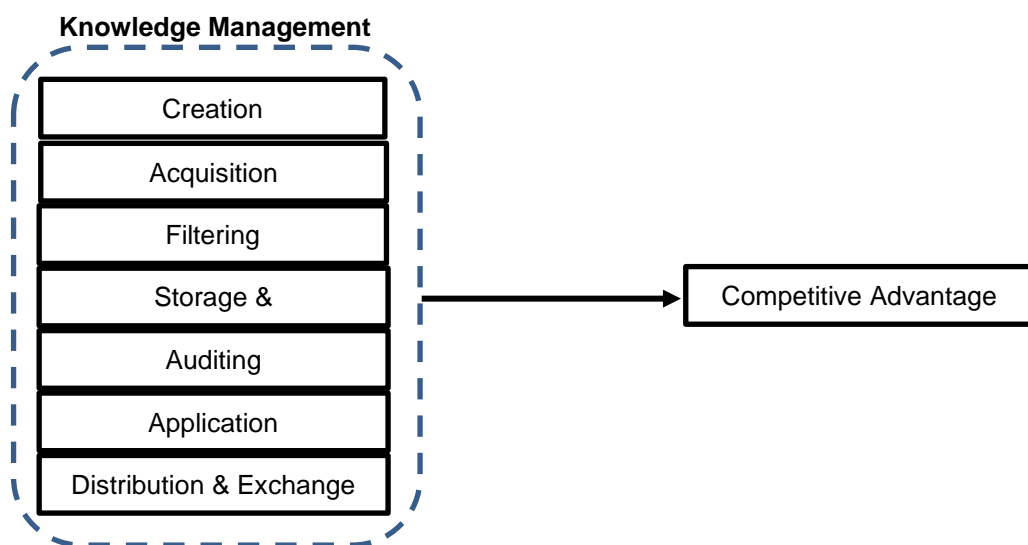 Knowledge Management
Creation
Acquisition
Filtering
Storage &
Auditing
Application
Distribution & Exchange
Competitive Advantage